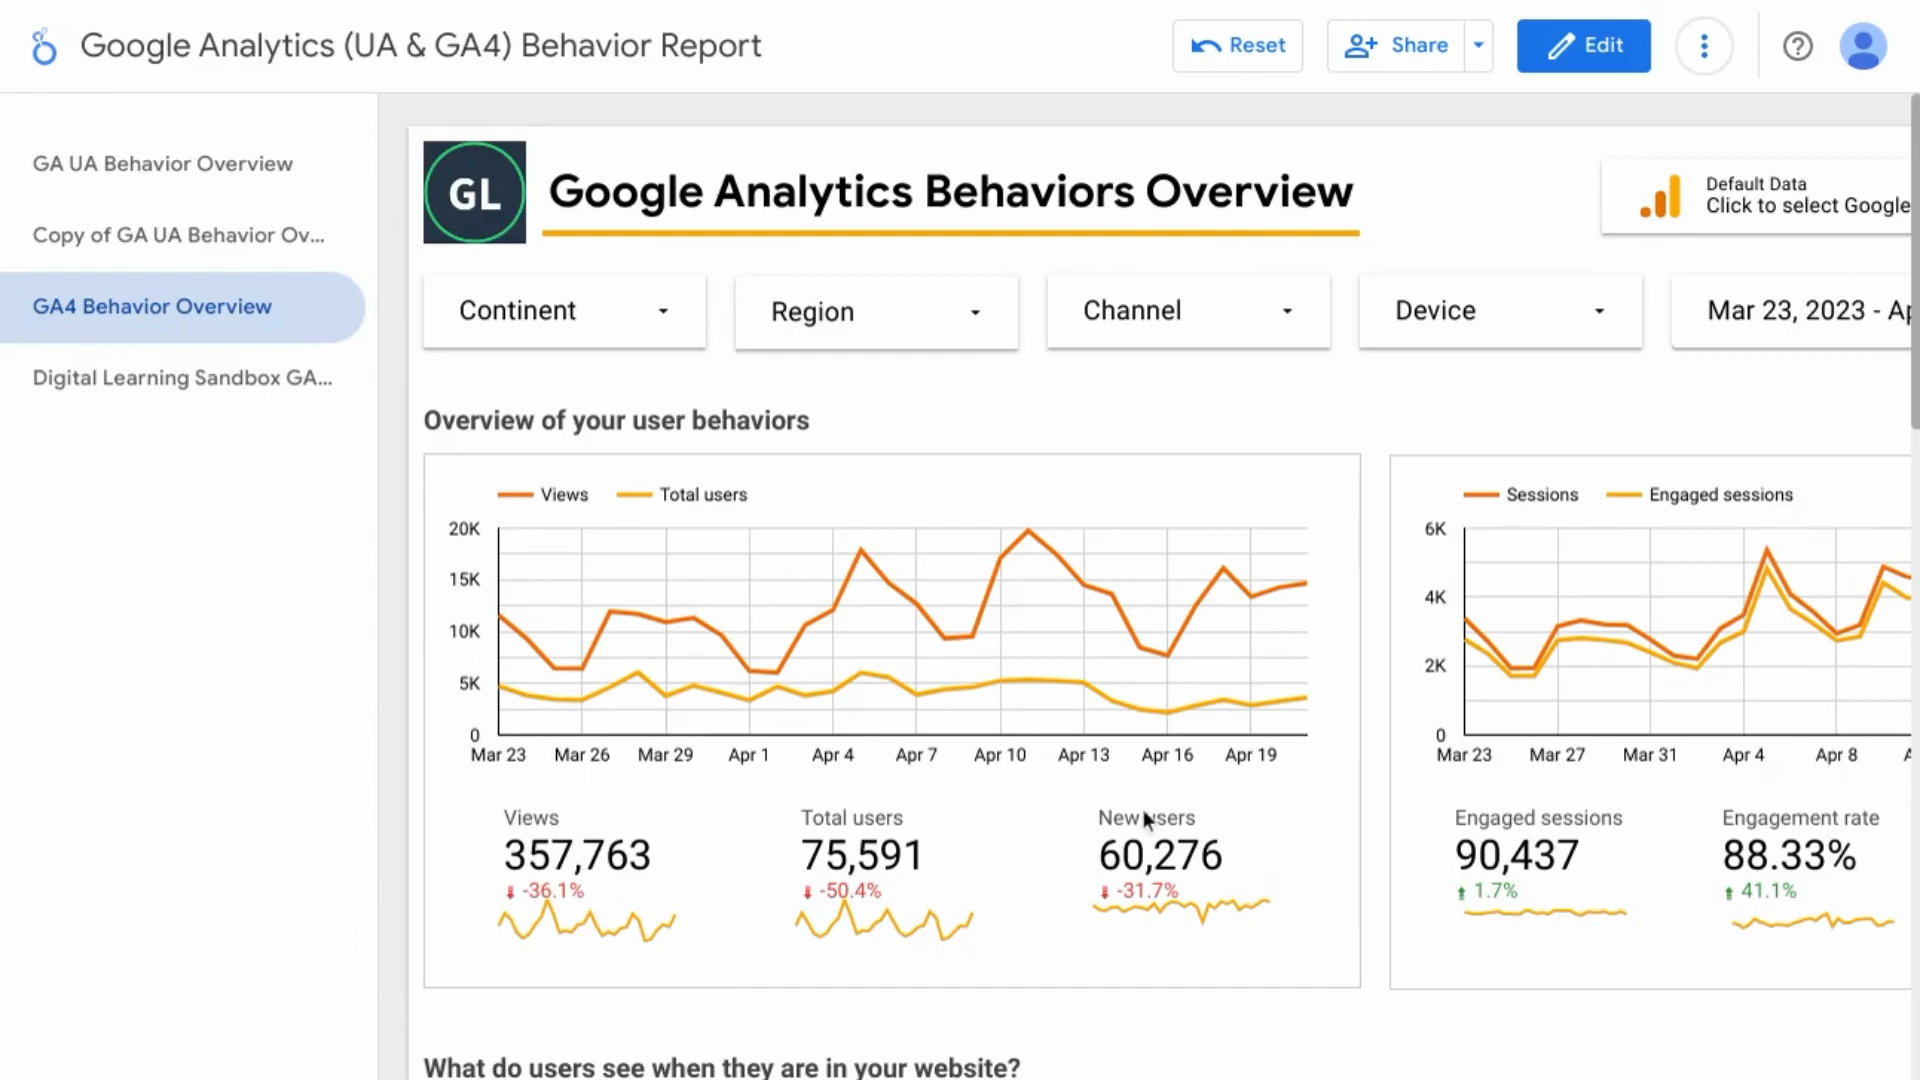 Google Analytics (UA & GA4) Behavior Report
Reset
Share
Edit
GA UA Behavior Overview
Copy of GA UA Behavior Ov...
GA4 Behavior Overview
Digital Learning Sandbox GA...
GL
Google Analytics Behaviors Overview
Default Data
Click to select Google
Continent
Region
Channel
Device
Mar 23, 2023 - Ap
Overview of your user behaviors
Views
Total users
20K
15K
10K
5K
0
Mar 23 Mar 26 Mar 29 Apr 1 Apr 4 Apr 7 Apr 10 Apr 13 Apr 16 Apr 19
Views
357,763
-36.1%
Total users
75,591
-50.4%
New users
60,276
-31.7%
Sessions
Engaged sessions
6K
4K
2K
0
Mar 23 Mar 27 Mar 31 Apr 4 Apr 8 A
Engaged sessions
90,437
1.7%
Engagement rate
88.33%
41.1%
What do users see when they are in your website?